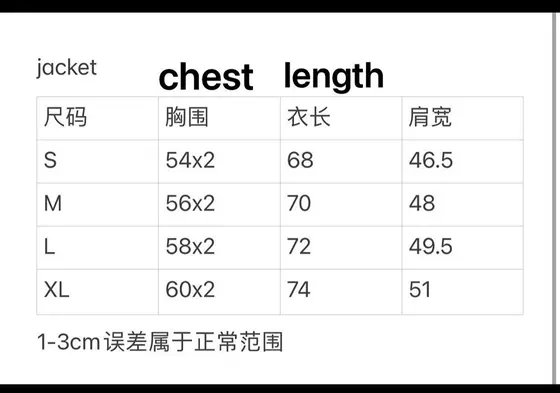 jacket chest length
尺码 胸围 衣长 肩宽
S 54x2 68 46.5
M 56x2 70 48
L 58x2 72 49.5
XL 60x2 74 51
1-3cm误差属于正常范围